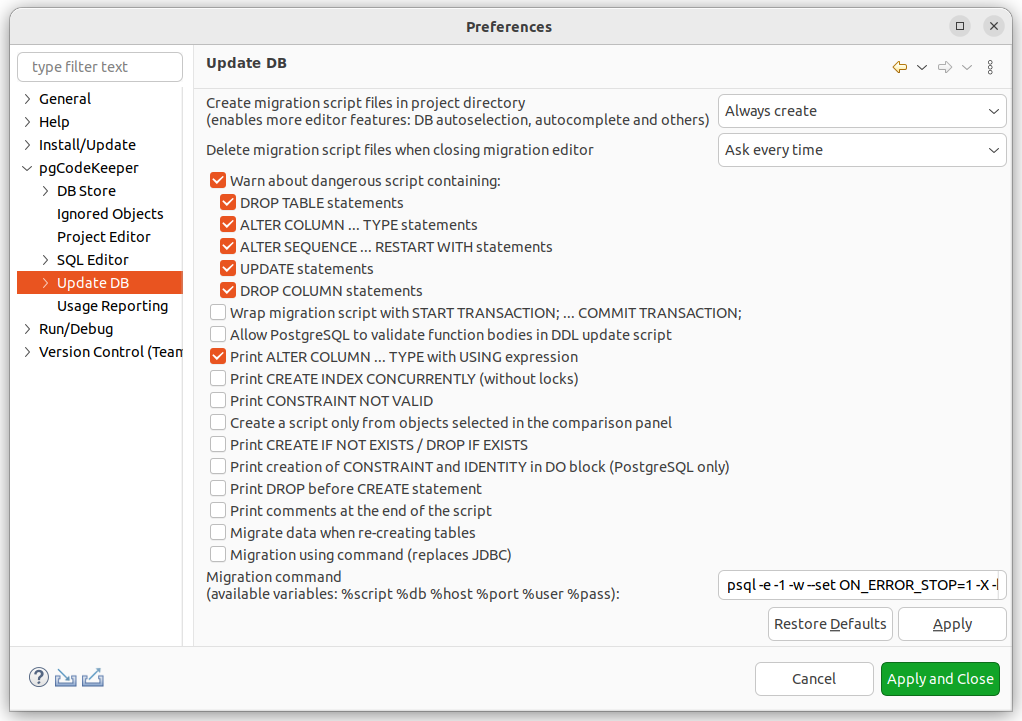 Preferences
type filter text
General
Help
Install/Update
pgCodeKeeper
DB Store
Ignored Objects
Project Editor
SQL Editor
Update DB
Usage Reporting
Run/Debug
Version Control (Team
Update DB
Create migration script files in project directory
(enables more editor features: DB autoselection, autocomplete and others)
Always create
Delete migration script files when closing migration editor
Ask every time
Warn about dangerous script containing:
DROP TABLE statements
ALTER COLUMN ... TYPE statements
ALTER SEQUENCE ... RESTART WITH statements
UPDATE statements
DROP COLUMN statements
Wrap migration script with START TRANSACTION; ... COMMIT TRANSACTION;
Allow PostgreSQL to validate function bodies in DDL update script
Print ALTER COLUMN ... TYPE with USING expression
Print CREATE INDEX CONCURRENTLY (without locks)
Print CONSTRAINT NOT VALID
Create a script only from objects selected in the comparison panel
Print CREATE IF NOT EXISTS / DROP IF EXISTS
Print creation of CONSTRAINT and IDENTITY in DO block (PostgreSQL only)
Print DROP before CREATE statement
Print comments at the end of the script
Migrate data when re-creating tables
Migration using command (replaces JDBC)
Migration command
(available variables: %script %db %host %port %user %pass):
psql -e -1 -w --set ON_ERROR_STOP=1 -X -
Restore Defaults
Apply
Cancel
Apply and Close